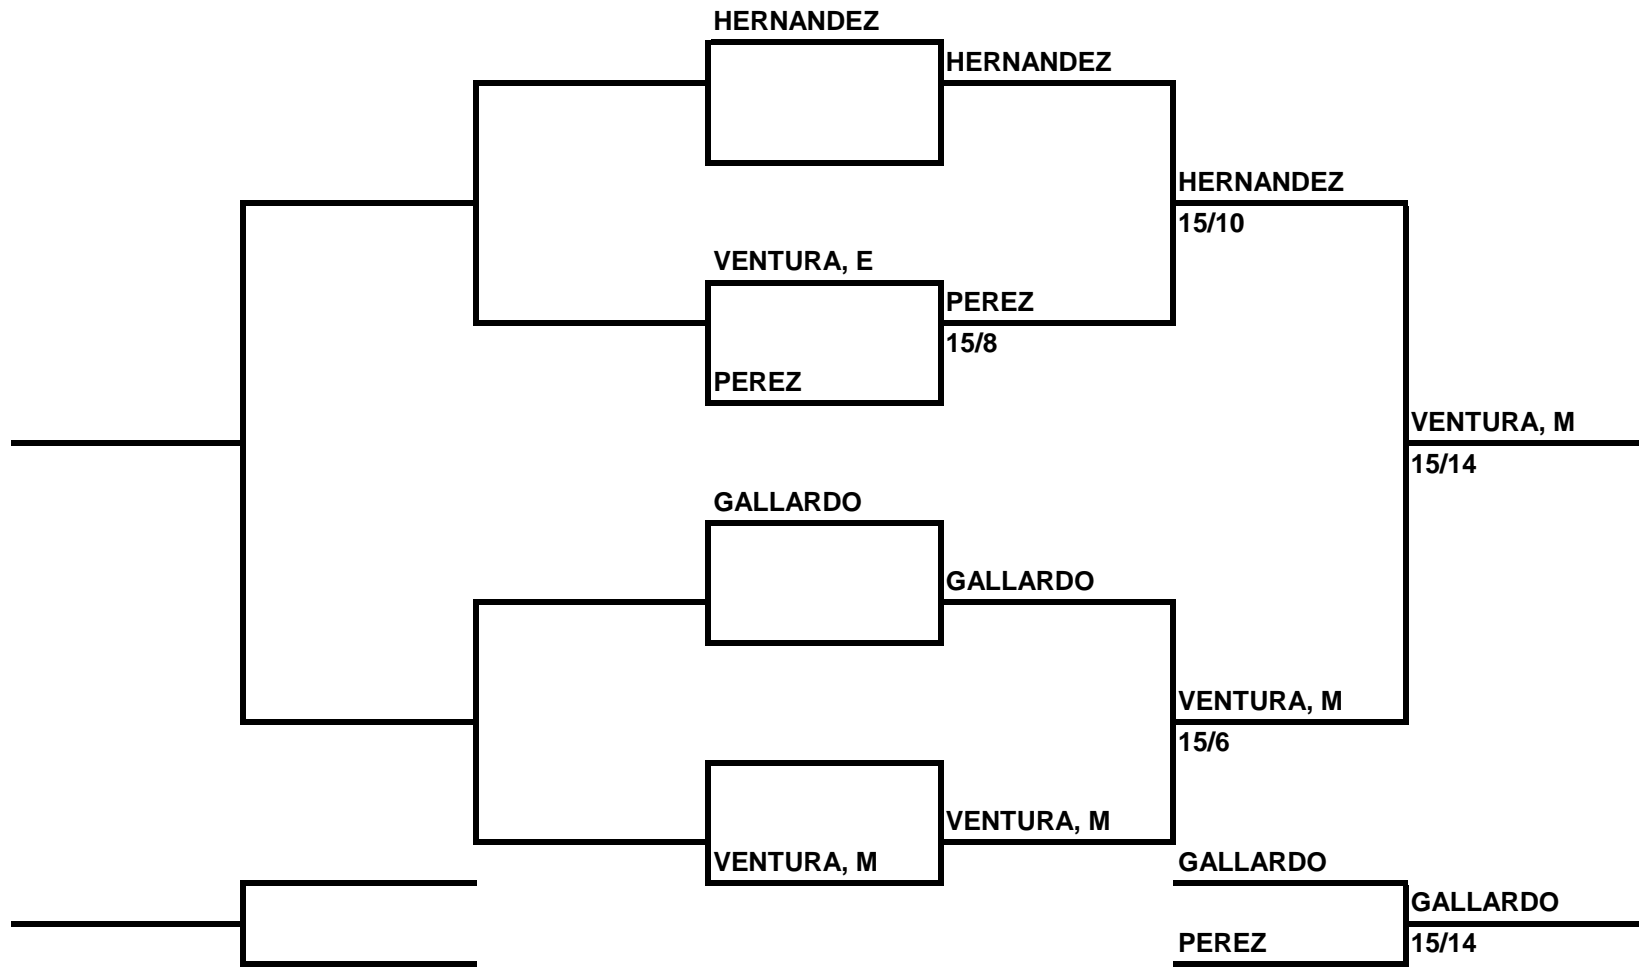 HERNANDEZ
HERNANDEZ
HERNANDEZ
15/10
VENTURA, E
PEREZ
15/8
PEREZ
VENTURA, M
15/14
GALLARDO
GALLARDO
VENTURA, M
15/6
VENTURA, M
VENTURA, M
GALLARDO
GALLARDO
PEREZ
15/14